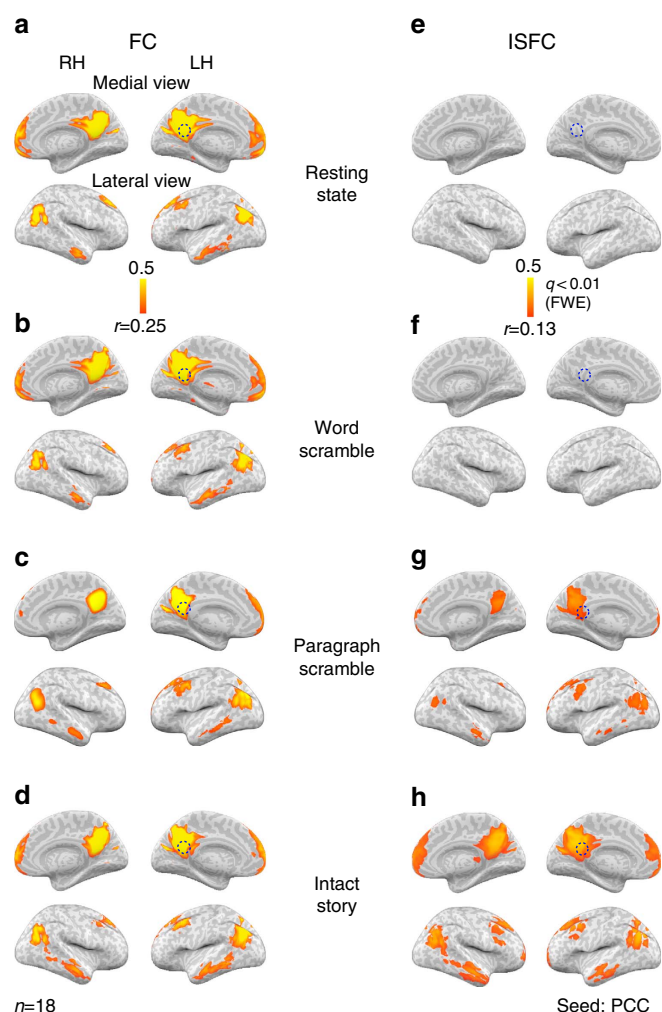 a
FC
RH
LH
Medial view
Lateral view
0.5
r=0.25
e
ISFC
Resting
state
0.5
q<0.01
(FWE)
r=0.13
b
f
Word
scramble
c
g
Paragraph
scramble
d
h
Intact
story
n=18
Seed: PCC